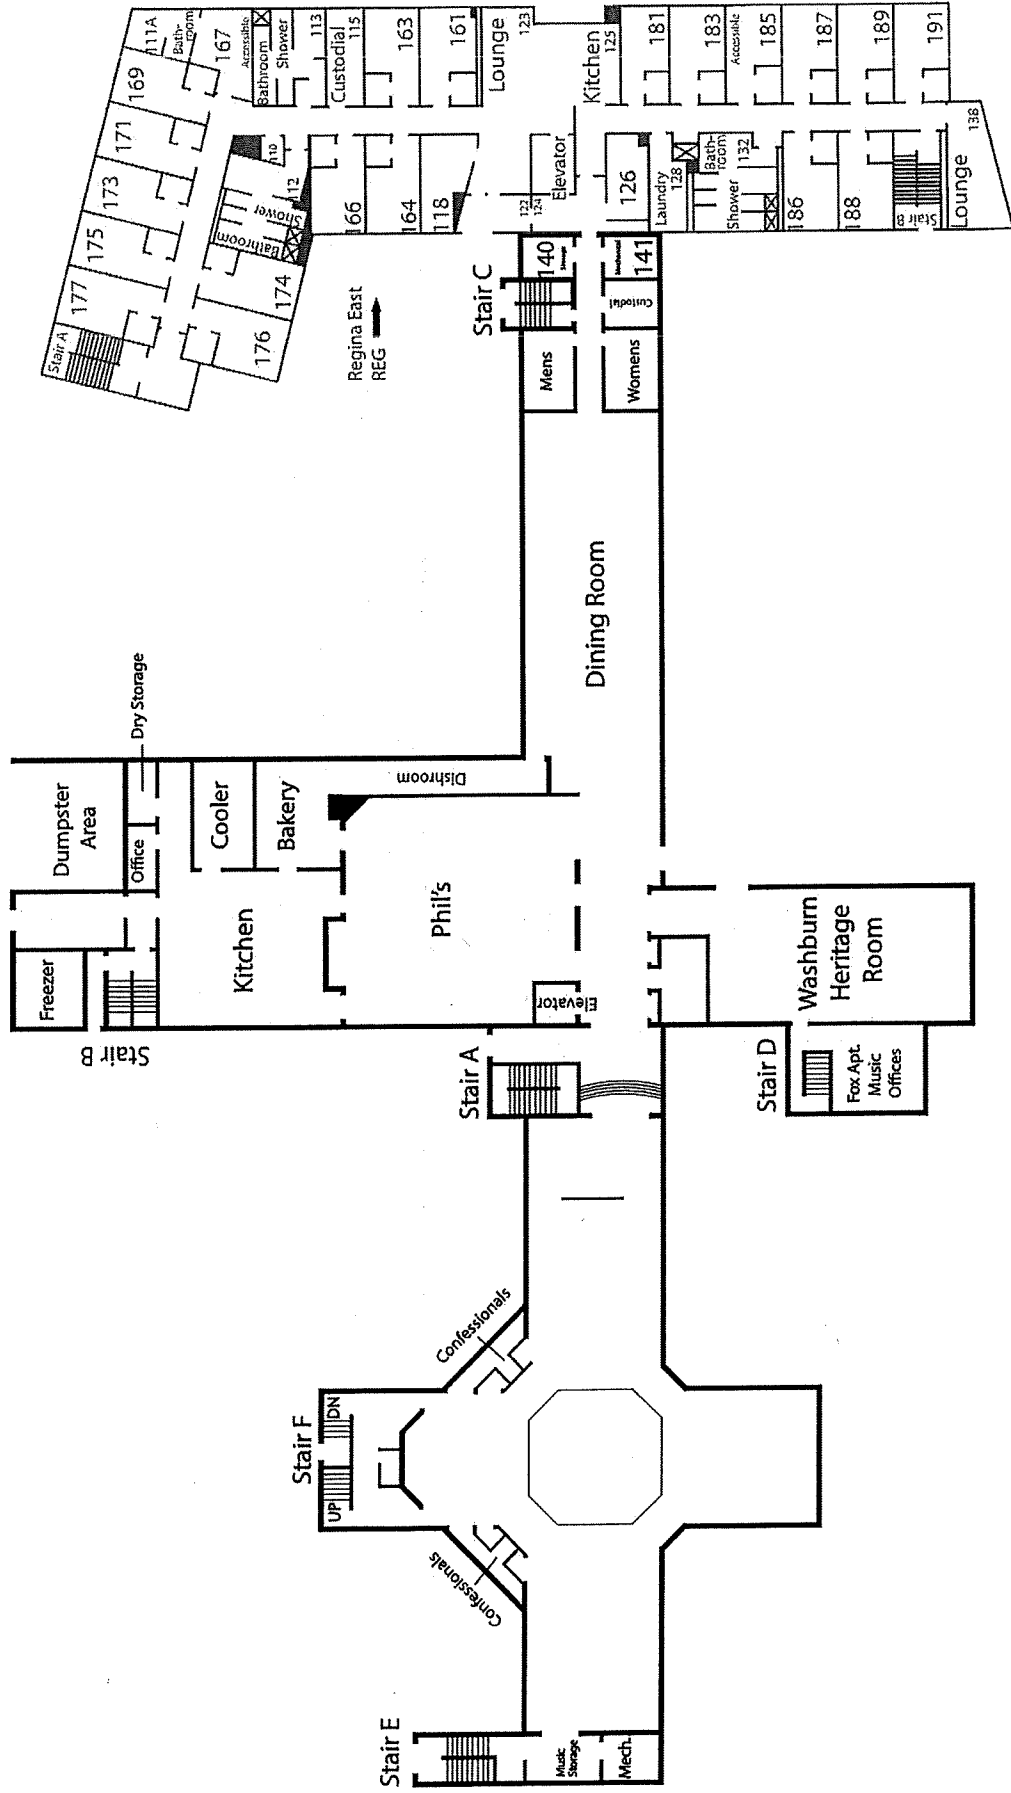 111A
Bath-
room
167
Accessible
Bathroom
Shower
113
Custodial
115
163
161
Lounge
123
Kitchen
125
181
183
Accessible
185
187
189
191
169
171
173
175
177
Stair A
110
112
Shower
Bathroom
174
176
166
164
118
122
124
Elevator
126
Laundry
128
Bath-
room
132
Shower
186
188
Stair B
Lounge
138
Regina East
REG
Stair C
140
Storage
Mechanical
141
Custodial
Mens
Womens
Dining Room
Dry Storage
Dumpster
Area
Office
Cooler
Bakery
Dishroom
Freezer
Kitchen
Phil's
Elevator
Stair B
Stair A
Washburn
Heritage
Room
Stair D
Fox Apt.
Music
Offices
Confessionals
Stair F
DN
UP
Confessionals
Stair E
Music
Storage
Mech.